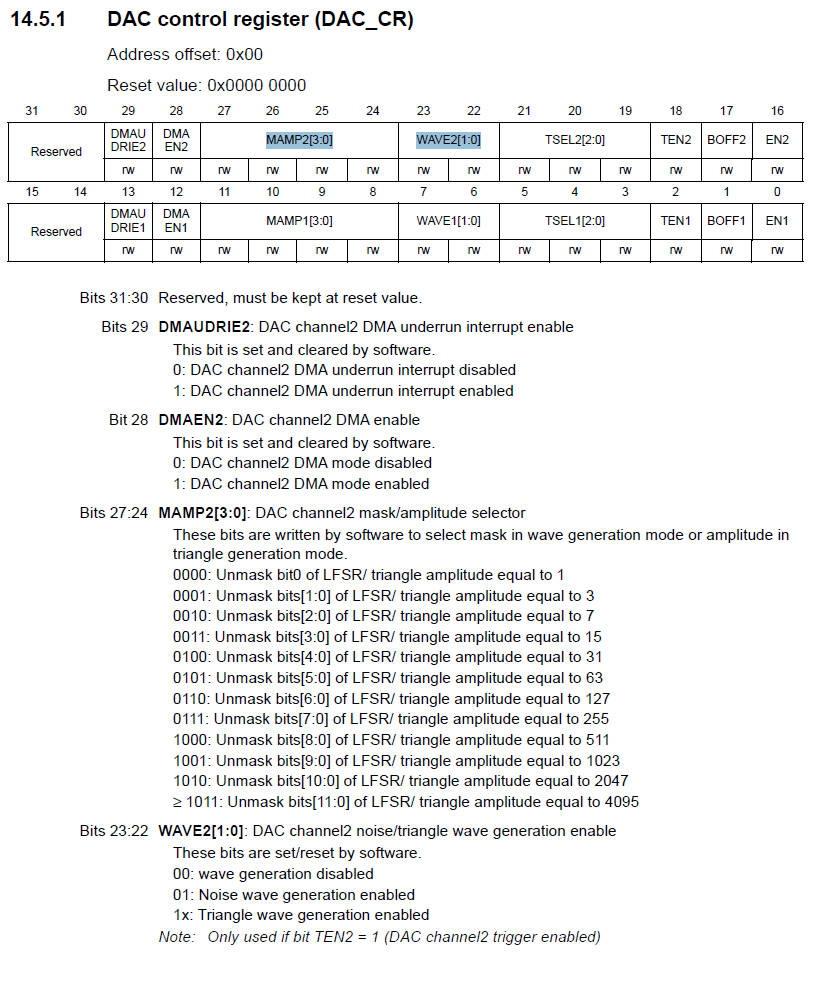 14.5.1 DAC control register (DAC_CR)
Address offset: 0x00
Reset value: 0x0000 0000
31 30 29 28 27 26 25 24 23 22 21 20 19 18 17 16
Reserved DMAU DRIE2 DMA EN2 MAMP2[3:0] WAVE2[1:0] TSEL2[2:0] TEN2 BOFF2 EN2
rw rw rw rw rw rw rw rw rw rw rw rw rw rw
15 14 13 12 11 10 9 8 7 6 5 4 3 2 1 0
Reserved DMAU DRIE1 DMA EN1 MAMP1[3:0] WAVE1[1:0] TSEL1[2:0] TEN1 BOFF1 EN1
rw rw rw rw rw rw rw rw rw rw rw rw rw rw
Bits 31:30 Reserved, must be kept at reset value.
Bits 29 DMAUDRIE2: DAC channel2 DMA underrun interrupt enable
This bit is set and cleared by software.
0: DAC channel2 DMA underrun interrupt disabled
1: DAC channel2 DMA underrun interrupt enabled
Bit 28 DMAEN2: DAC channel2 DMA enable
This bit is set and cleared by software.
0: DAC channel2 DMA mode disabled
1: DAC channel2 DMA mode enabled
Bits 27:24 MAMP2[3:0]: DAC channel2 mask/amplitude selector
These bits are written by software to select mask in wave generation mode or amplitude in
triangle generation mode.
0000: Unmask bit0 of LFSR/ triangle amplitude equal to 1
0001: Unmask bits[1:0] of LFSR/ triangle amplitude equal to 3
0010: Unmask bits[2:0] of LFSR/ triangle amplitude equal to 7
0011: Unmask bits[3:0] of LFSR/ triangle amplitude equal to 15
0100: Unmask bits[4:0] of LFSR/ triangle amplitude equal to 31
0101: Unmask bits[5:0] of LFSR/ triangle amplitude equal to 63
0110: Unmask bits[6:0] of LFSR/ triangle amplitude equal to 127
0111: Unmask bits[7:0] of LFSR/ triangle amplitude equal to 255
1000: Unmask bits[8:0] of LFSR/ triangle amplitude equal to 511
1001: Unmask bits[9:0] of LFSR/ triangle amplitude equal to 1023
1010: Unmask bits[10:0] of LFSR/ triangle amplitude equal to 2047
≥ 1011: Unmask bits[11:0] of LFSR/ triangle amplitude equal to 4095
Bits 23:22 WAVE2[1:0]: DAC channel2 noise/triangle wave generation enable
These bits are set/reset by software.
00: wave generation disabled
01: Noise wave generation enabled
1x: Triangle wave generation enabled
Note: Only used if bit TEN2 = 1 (DAC channel2 trigger enabled)